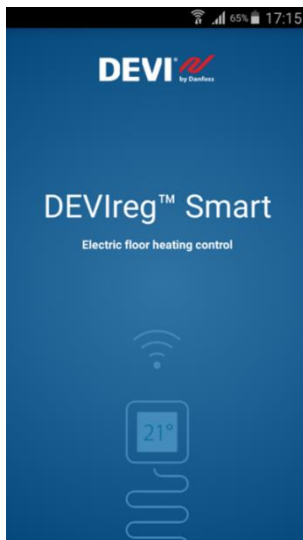 65% 17:15
DEVI®
by Danfoss
DEVIreg™ Smart
Electric floor heating control
21°